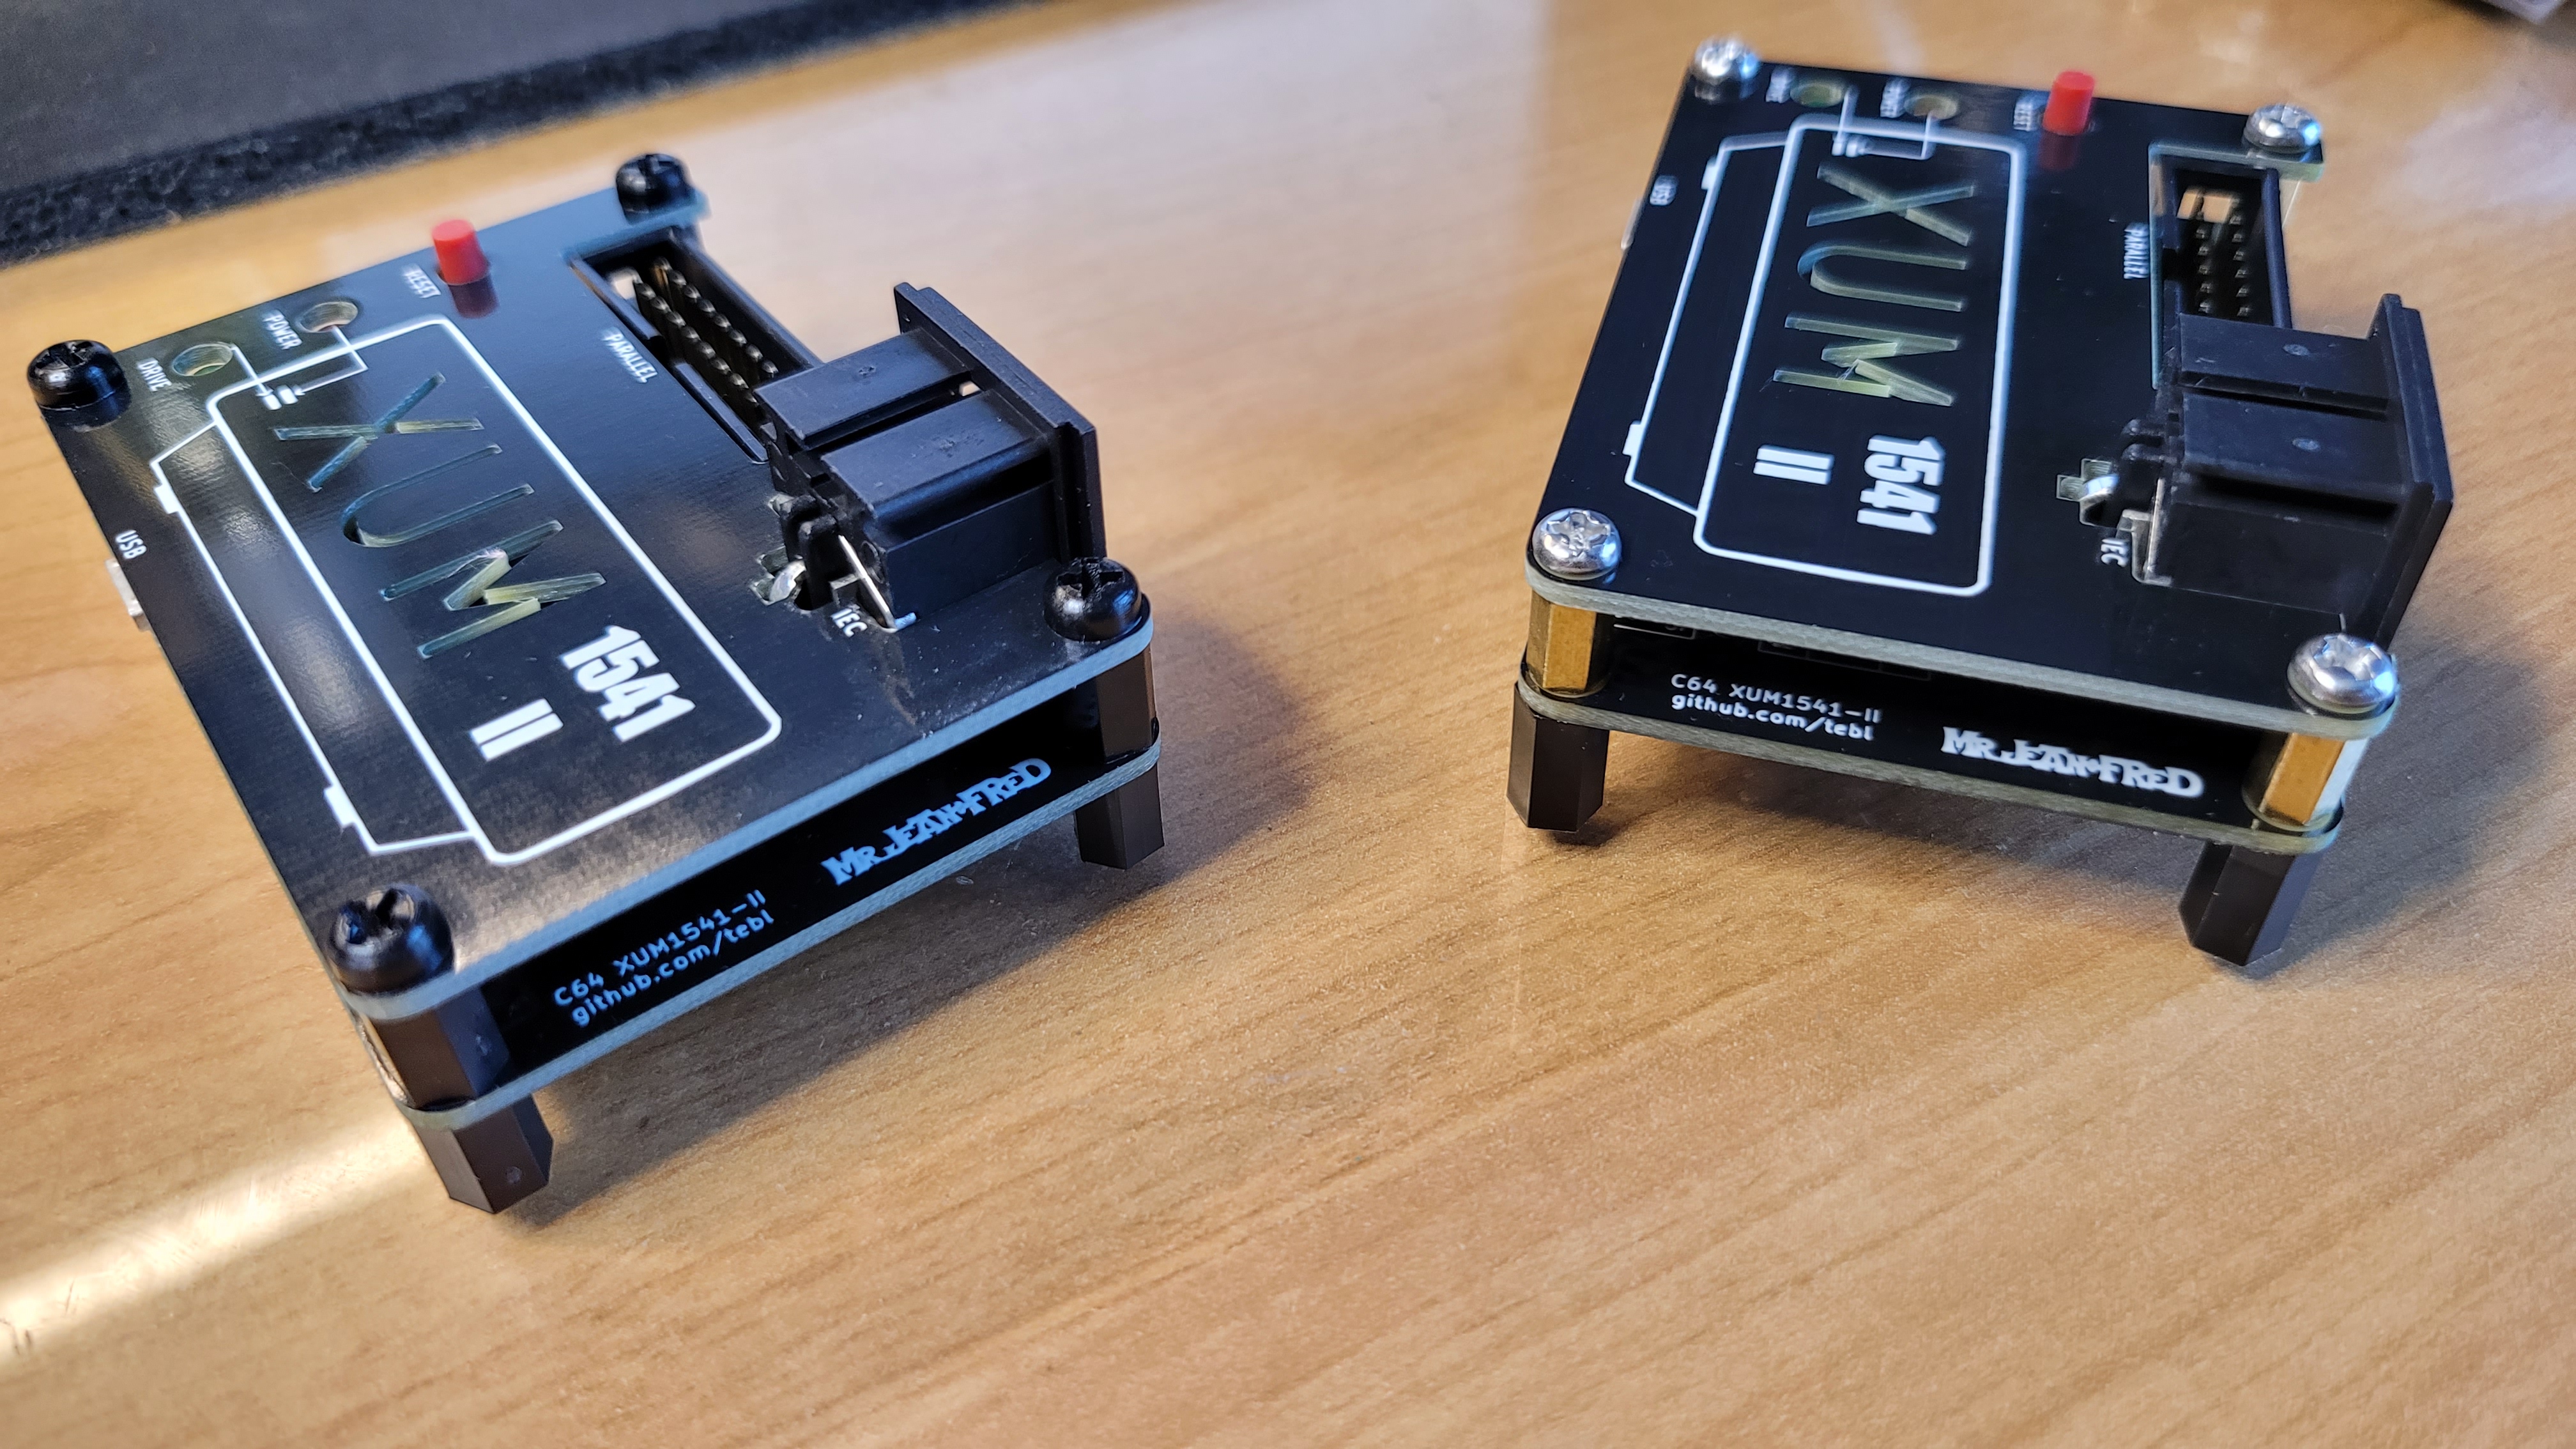 RESET
POWER
DRIVE
PARALLEL
USB
XUM
1541
II
IEC
C64 XUM1541-II
github.com/tebl
MR. JEAN-FRED
DRIVE
POWER
RESET
USB
PARALLEL
XUM
1541
II
IEC
C64 XUM1541-II
github.com/tebl
MR. JEAN-FRED